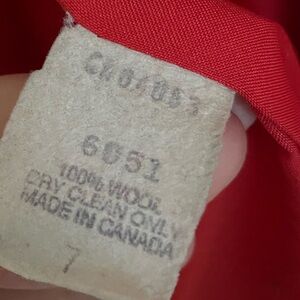 6651
100% WOOL
DRY CLEAN ONLY
MADE IN CANADA
7